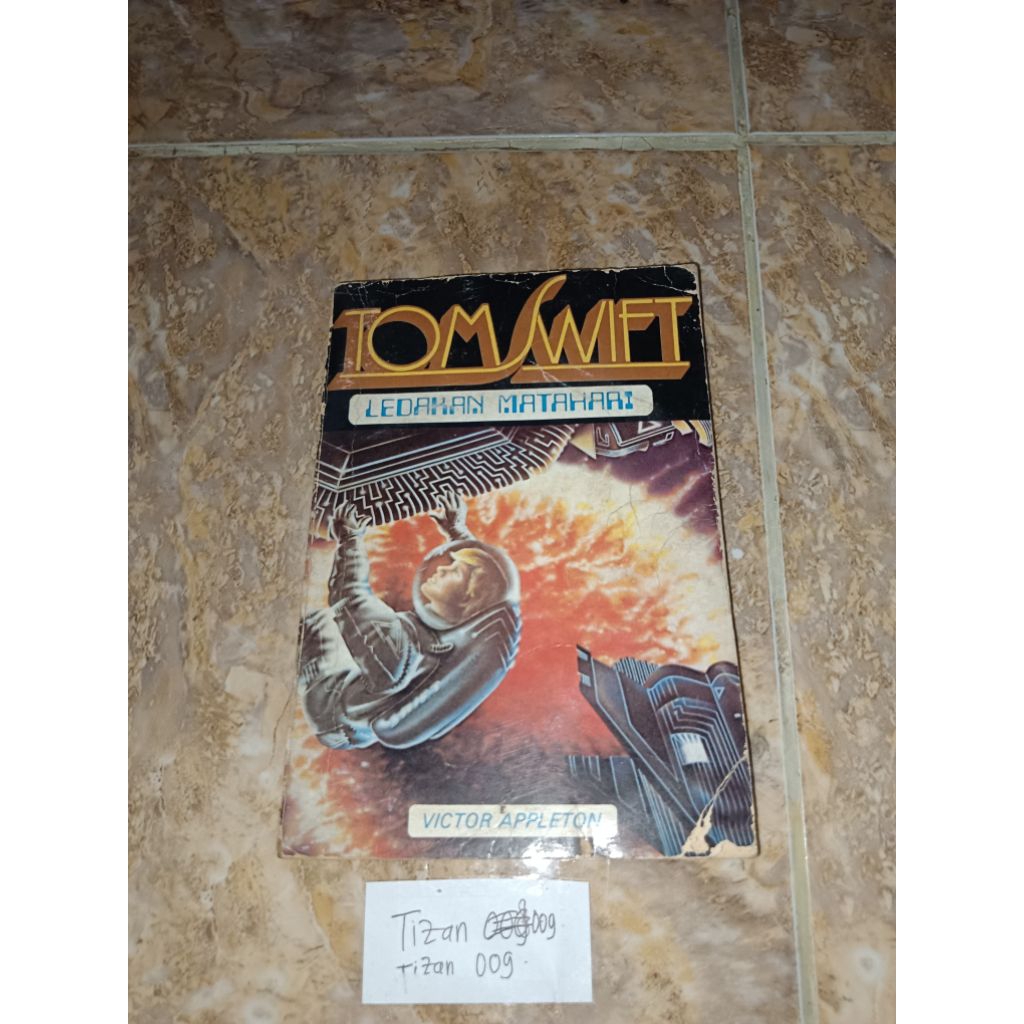 TOM SWIFT
LEDAKAN MATAHARI
VICTOR APPLETON
Tizan 009
Tizan 009